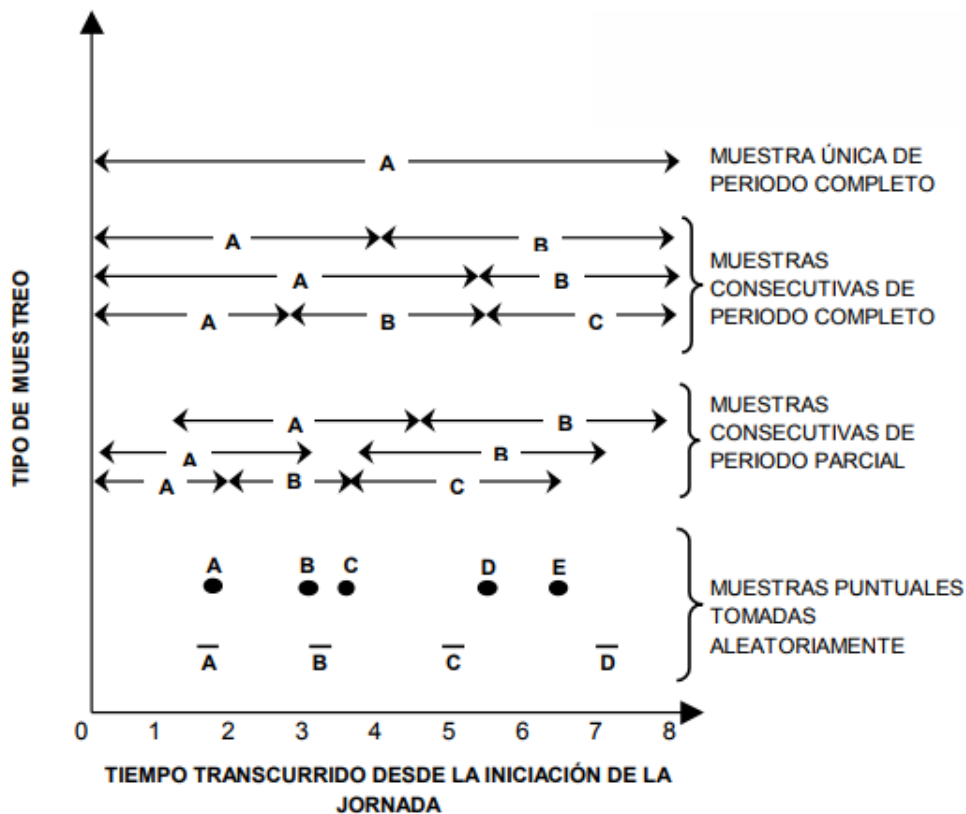 A
MUESTRA ÚNICA DE
PERIODO COMPLETO
A
B
A
B
A
B
C
MUESTRAS
CONSECUTIVAS DE
PERIODO COMPLETO
A
B
A
B
A
B
C
MUESTRAS
CONSECUTIVAS DE
PERIODO PARCIAL
A
B
C
D
E
A
B
C
D
MUESTRAS PUNTUALES
TOMADAS
ALEATORIAMENTE
TIPO DE MUESTREO
0 1 2 3 4 5 6 7 8
TIEMPO TRANSCURRIDO DESDE LA INICIACIÓN DE LA
JORNADA